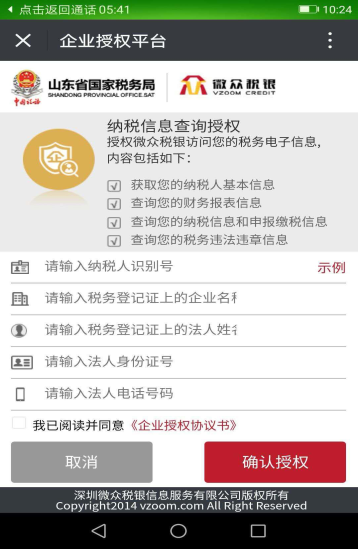 点击返回通话 05:41
10:24
企业授权平台
山东省国家税务局
SHANDONG PROVINCIAL OFFICE.SAT
中国税务
微众税银
VZOOM CREDIT
纳税信息查询授权
授权微众税银访问您的税务电子信息,
内容包括如下:
获取您的纳税人基本信息
查询您的财务报表信息
查询您的纳税信息和申报缴税信息
查询您的税务违法违章信息
请输入纳税人识别号
示例
请输入税务登记证上的企业名称
请输入税务登记证上的法人姓名
请输入法人身份证号
请输入法人电话号码
我已阅读并同意《企业授权协议书》
取消
确认授权
深圳微众税银信息服务有限公司版权所有
Copyright2014 vzoom.com All Right Reserved